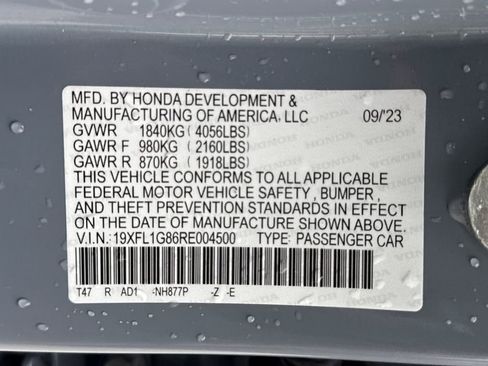 MFD. BY HONDA DEVELOPMENT &
MANUFACTURING OF AMERICA, LLC 09/'23
GVWR 1840KG (4056LBS)
GAWR F 980KG (2160LBS)
GAWR R 870KG (1918LBS)
THIS VEHICLE CONFORMS TO ALL APPLICABLE
FEDERAL MOTOR VEHICLE SAFETY , BUMPER ,
AND THEFT PREVENTION STANDARDS IN EFFECT
ON THE DATE OF MANUFACTURE SHOWN ABOVE.
V.I.N: 19XFL1G86RE004500 TYPE: PASSENGER CAR
T47 R AD1 -NH877P -Z -E